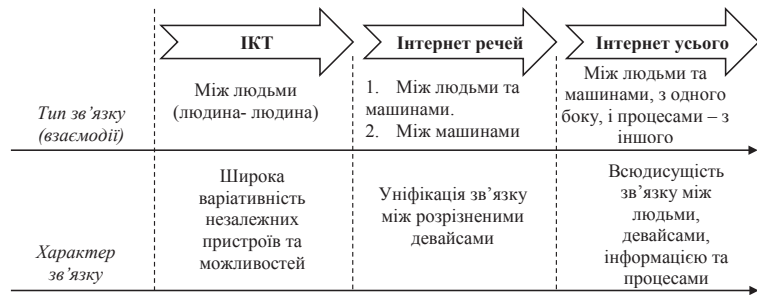 ІКТ
Інтернет речей
Інтернет усього
Тип зв’язку
(взаємодії)
Між людьми
(людина- людина)
1. Між людьми та
машинами.
2. Між машинами
Між людьми та
машинами, з одного
боку, і процесами – з
іншого
Характер
зв’язку
Широка
варіативність
незалежних
пристроїв та
можливостей
Уніфікація зв’язку
між розрізненими
девайсами
Всюдисущість
зв’язку між
людьми,
девайсами,
інформацією та
процесами